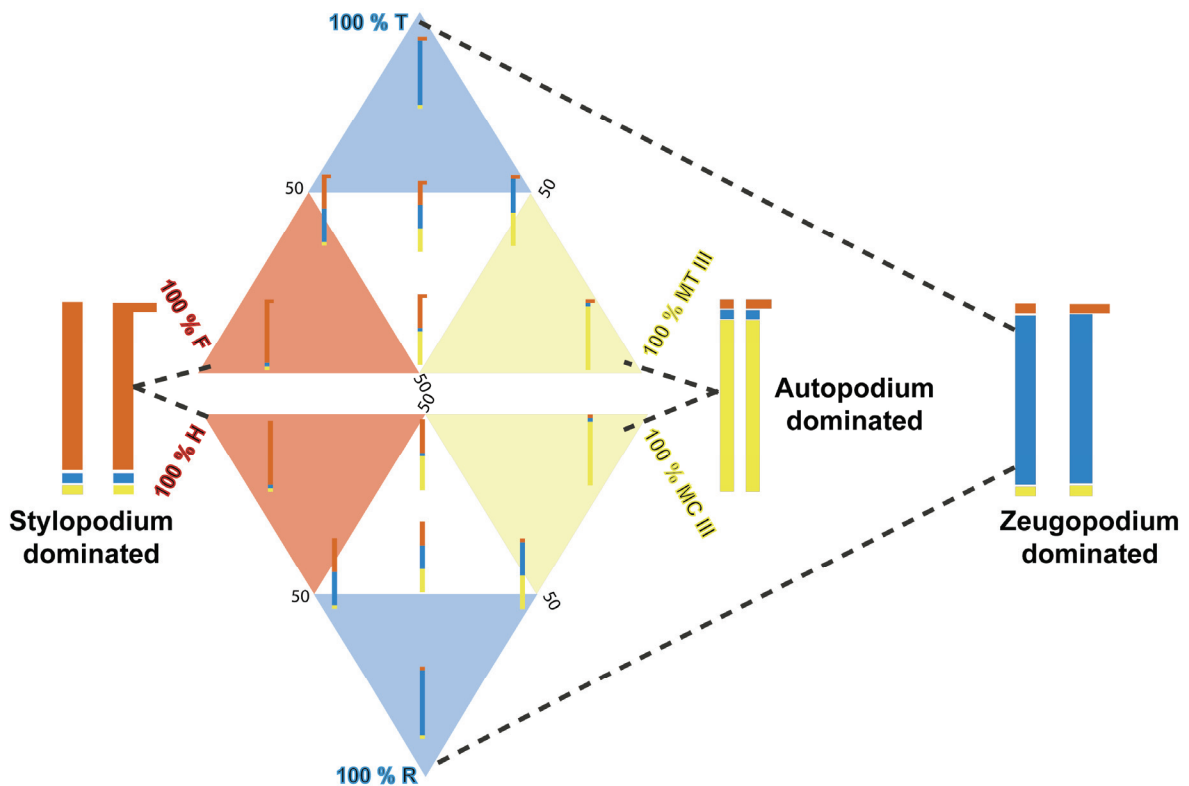 100 % T
50
50
100 % F
100 % MT III
50
50
Autopodium
dominated
100 % H
100 % MC III
Stylopodium
dominated
Zeugopodium
dominated
50
50
100 % R